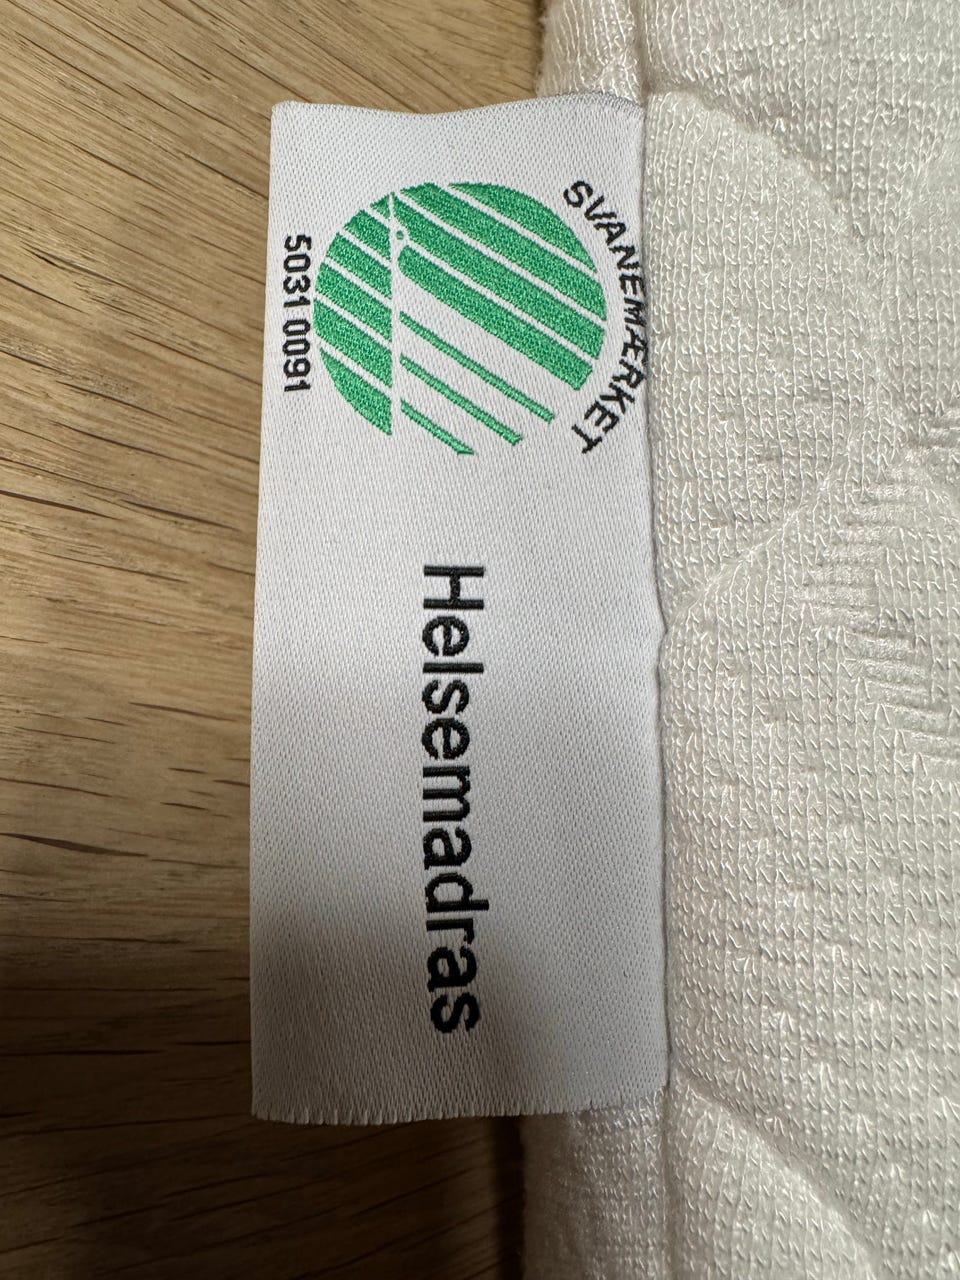 SVANEMÆRKET
5031 0091
Helsemadras